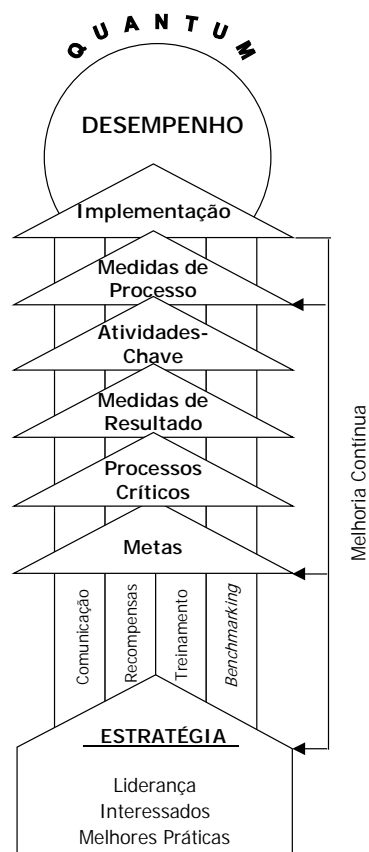 QUANTUM
DESEMPENHO
Implementação
Medidas de
Processo
Atividades-
Chave
Medidas de
Resultado
Processos
Críticos
Metas
Comunicação
Recompensas
Treinamento
Benchmarking
Melhoria Contínua
ESTRATÉGIA
Liderança
Interessados
Melhores Práticas